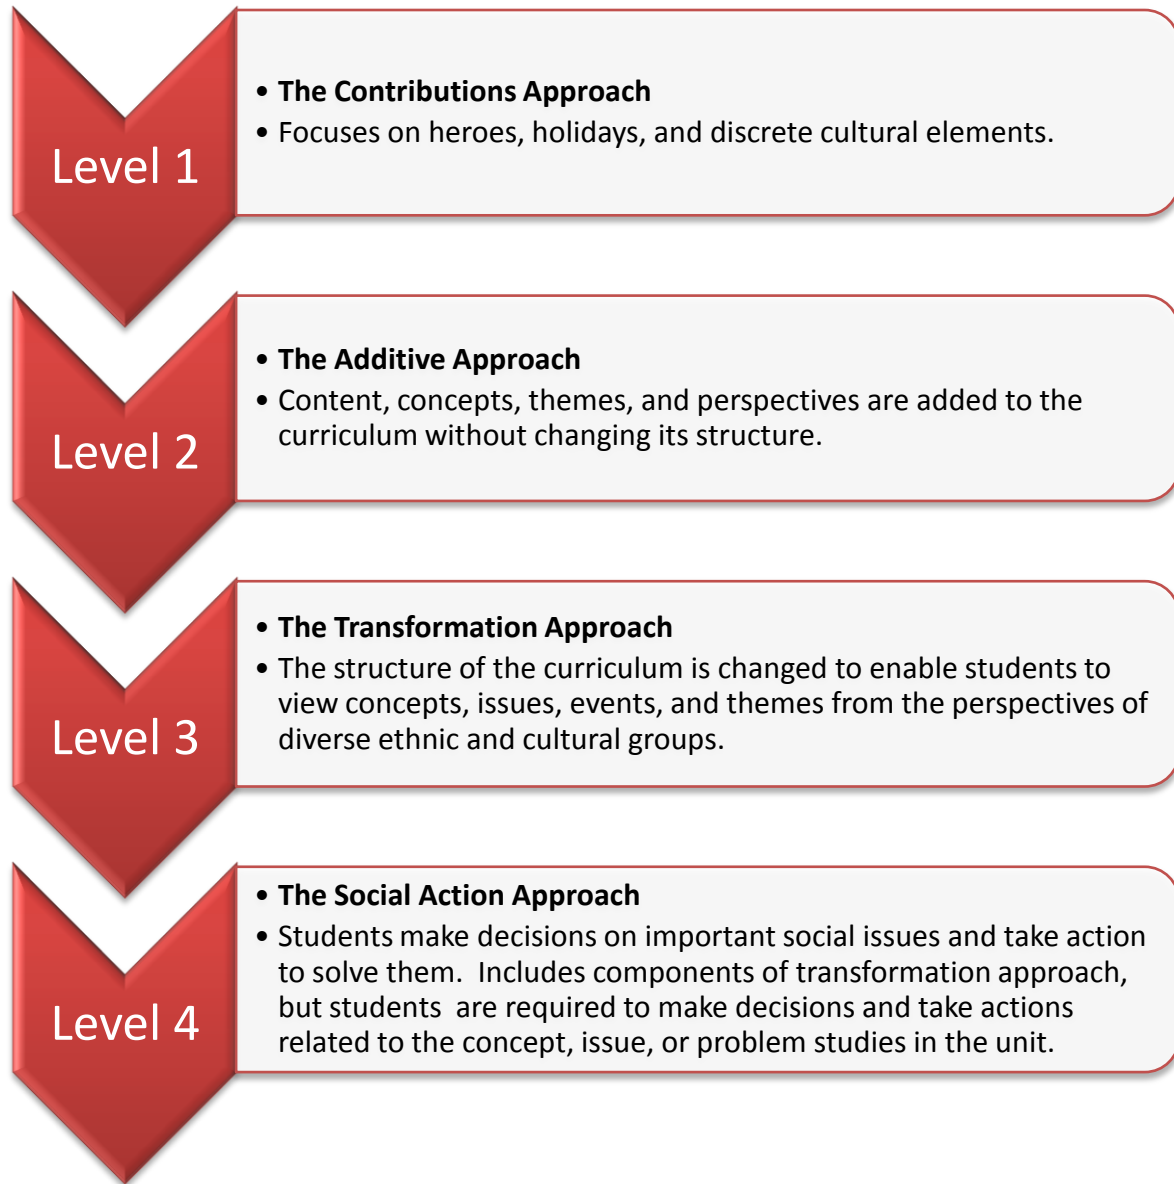 Level 1
• The Contributions Approach
• Focuses on heroes, holidays, and discrete cultural elements.
Level 2
• The Additive Approach
• Content, concepts, themes, and perspectives are added to the
curriculum without changing its structure.
Level 3
• The Transformation Approach
• The structure of the curriculum is changed to enable students to
view concepts, issues, events, and themes from the perspectives of
diverse ethnic and cultural groups.
Level 4
• The Social Action Approach
• Students make decisions on important social issues and take action
to solve them.  Includes components of transformation approach,
but students  are required to make decisions and take actions
related to the concept, issue, or problem studies in the unit.